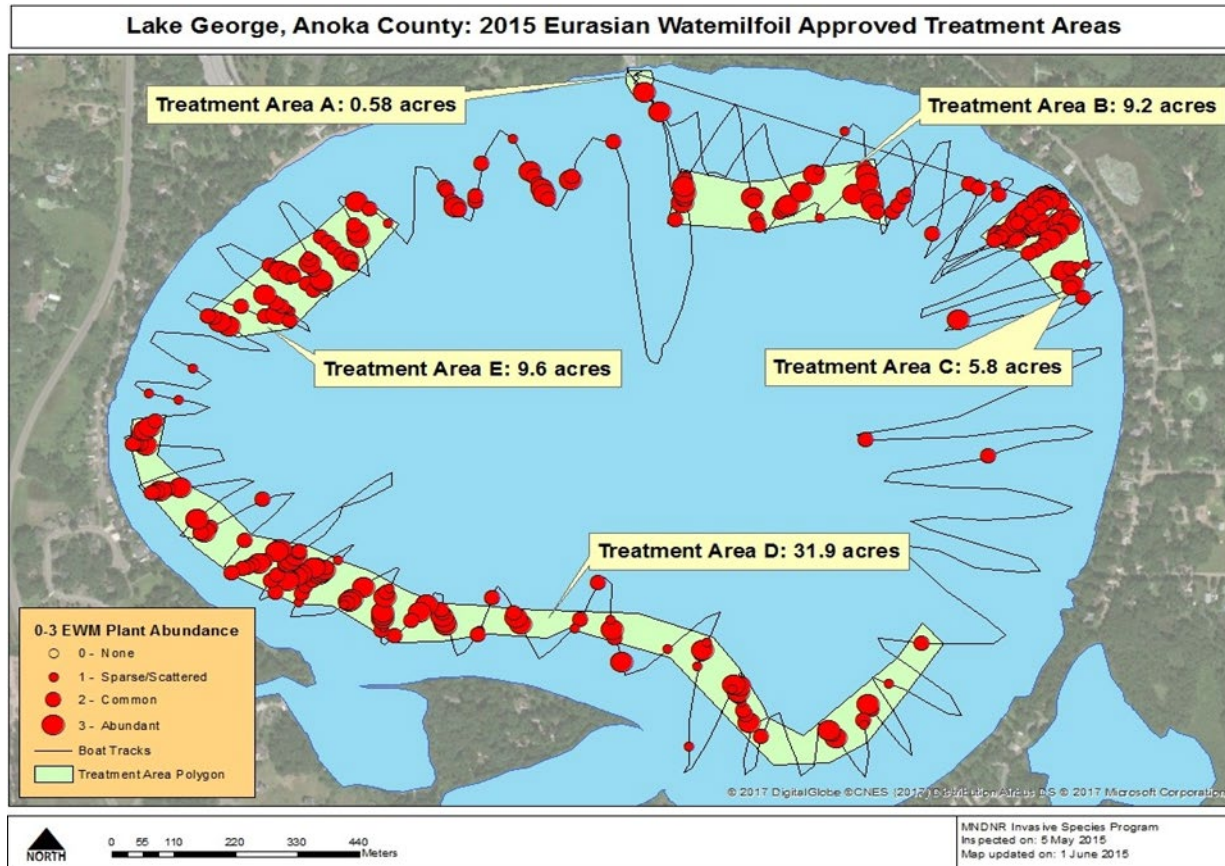 Lake George, Anoka County: 2015 Eurasian Watemilfoil Approved Treatment Areas
Treatment Area A: 0.58 acres
Treatment Area B: 9.2 acres
Treatment Area E: 9.6 acres
Treatment Area C: 5.8 acres
Treatment Area D: 31.9 acres
0-3 EWM Plant Abundance
0 - None
1 - Sparse/Scattered
2 - Common
3 - Abundant
Boat Tracks
Treatment Area Polygon
© 2017 DigitalGlobe ©CNES (2017) Distribution Airbus DS © 2017 Microsoft Corporation
NORTH
0 55 110 220 330 440
Meters
MNDNR Invasive Species Program
Inspected on: 5 May 2015
Map updated on: 1 June 2015